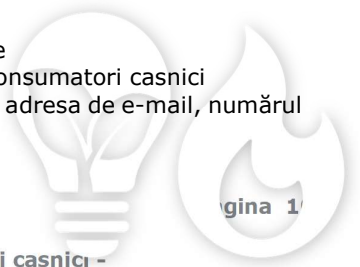 e
onsumatori casnici
adresa de e-mail, numărul
gina 1
i casnici -